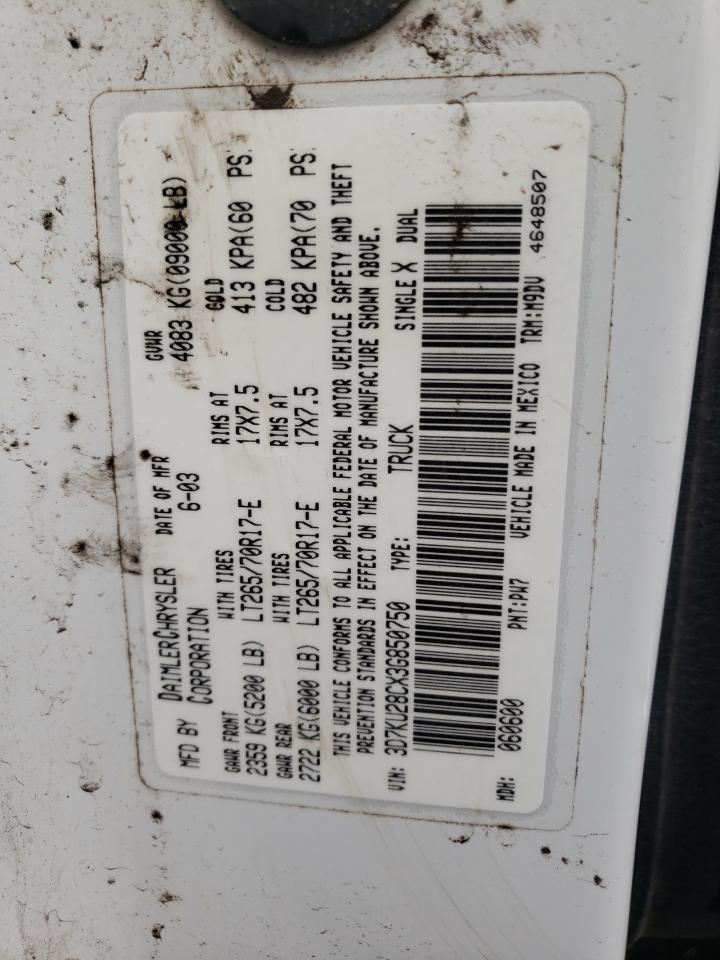 MFD BY DAIMLERCHRYSLER CORPORATION DATE OF MFR 6-03 GVWR 4083 KG(09000 LB)
GAWR FRONT WITH TIRES RIMS AT COLD
2359 KG(5200 LB) LT265/70R17-E 17X7.5 413 KPA(60 PS
GAWR REAR WITH TIRES RIMS AT COLD
2722 KG(6000 LB) LT265/70R17-E 17X7.5 482 KPA(70 PS
THIS VEHICLE CONFORMS TO ALL APPLICABLE FEDERAL MOTOR VEHICLE SAFETY AND THEFT
PREVENTION STANDARDS IN EFFECT ON THE DATE OF MANUFACTURE SHOWN ABOVE.
VIN: 3D7KU28CX3G850750 TYPE: TRUCK SINGLE X DUAL
MDH: 060600 PNT:PW7 VEHICLE MADE IN MEXICO TRM:M9DV 4648507